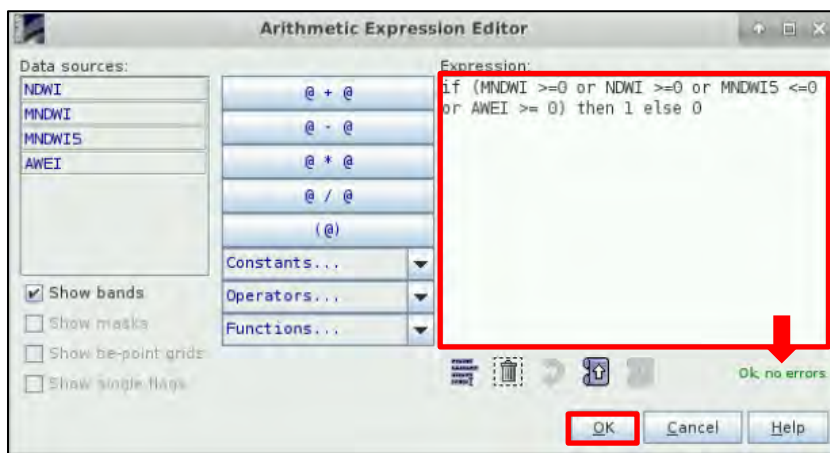 Arithmetic Expression Editor
Data sources:
NDWI
MNDWI
MNDWI5
AWEI
Show bands
Show masks
Show tie-point grids
Show single flags
@ + @
@ - @
@ * @
@ / @
(@)
Constants...
Operators...
Functions...
Expression:
if (MNDWI >=0 or NDWI >=0 or MNDWI5 <=0
or AWEI >= 0) then 1 else 0
Ok, no errors.
OK
Cancel
Help